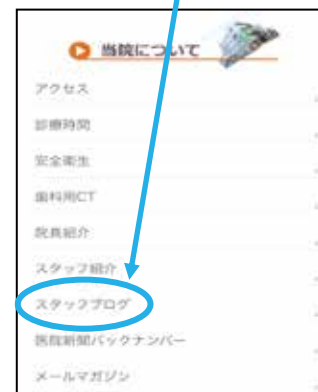 当院について
アクセス
診療時間
安全衛生
歯科用CT
院長紹介
スタッフ紹介
スタッフブログ
医院新聞バックナンバー
メールマガジン